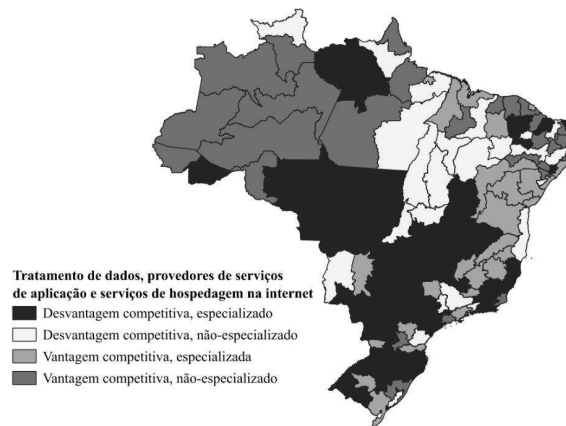 Tratamento de dados, provedores de serviços
de aplicação e serviços de hospedagem na internet
Desvantagem competitiva, especializado
Desvantagem competitiva, não-especializado
Vantagem competitiva, especializada
Vantagem competitiva, não-especializado